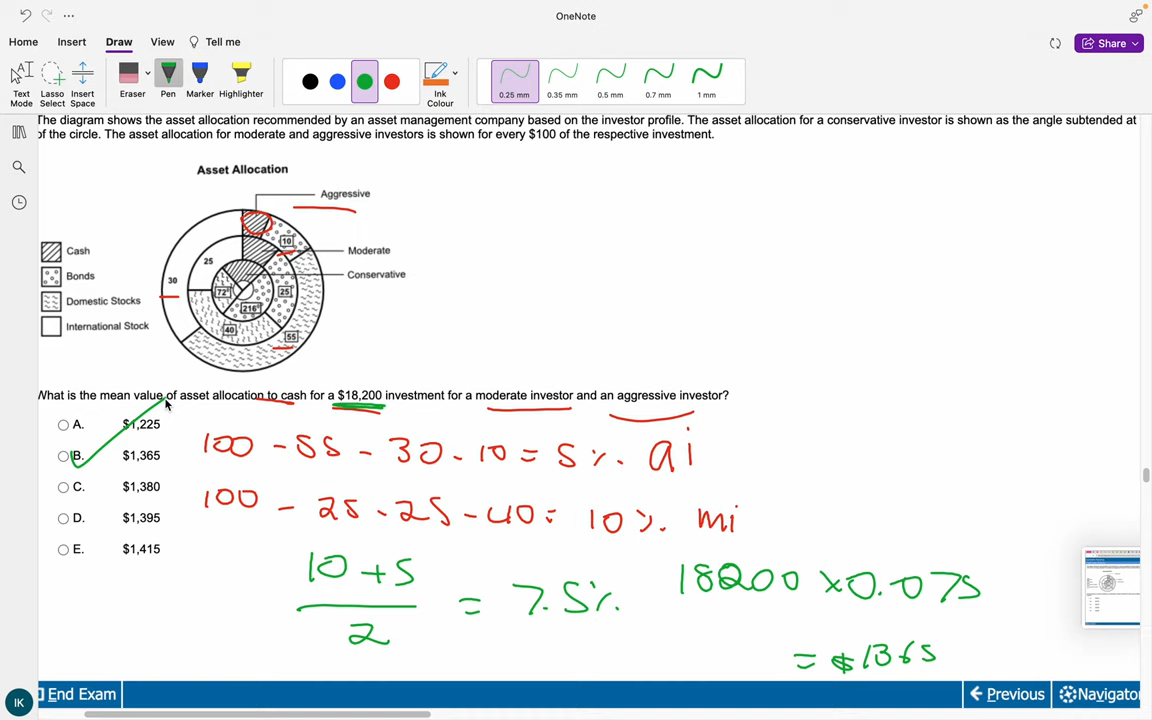 OneNote
Home Insert Draw View Tell me
Share
Text Mode
Lasso Select
Insert Space
Eraser
Pen
Marker
Highlighter
Ink Colour
0.25 mm
0.35 mm
0.5 mm
0.7 mm
1 mm
The diagram shows the asset allocation recommended by an asset management company based on the investor profile. The asset allocation for a conservative investor is shown as the angle subtended at
of the circle. The asset allocation for moderate and aggressive investors is shown for every $100 of the respective investment.
Asset Allocation
Aggressive
10
Moderate
Cash
25
Conservative
Bonds
30
72°
25
Domestic Stocks
216°
International Stock
40
55
What is the mean value of asset allocation to cash for a $18,200 investment for a moderate investor and an aggressive investor?
A. $1,225
B. $1,365
C. $1,380
D. $1,395
E. $1,415
100 - 55 - 30 - 10 = 5 %. ai
100 - 25 - 25 - 40 = 10 %. mi
10 + 5
2
= 7.5%.
18200 x 0.075
= $1365
End Exam
Previous
Navigator
IK